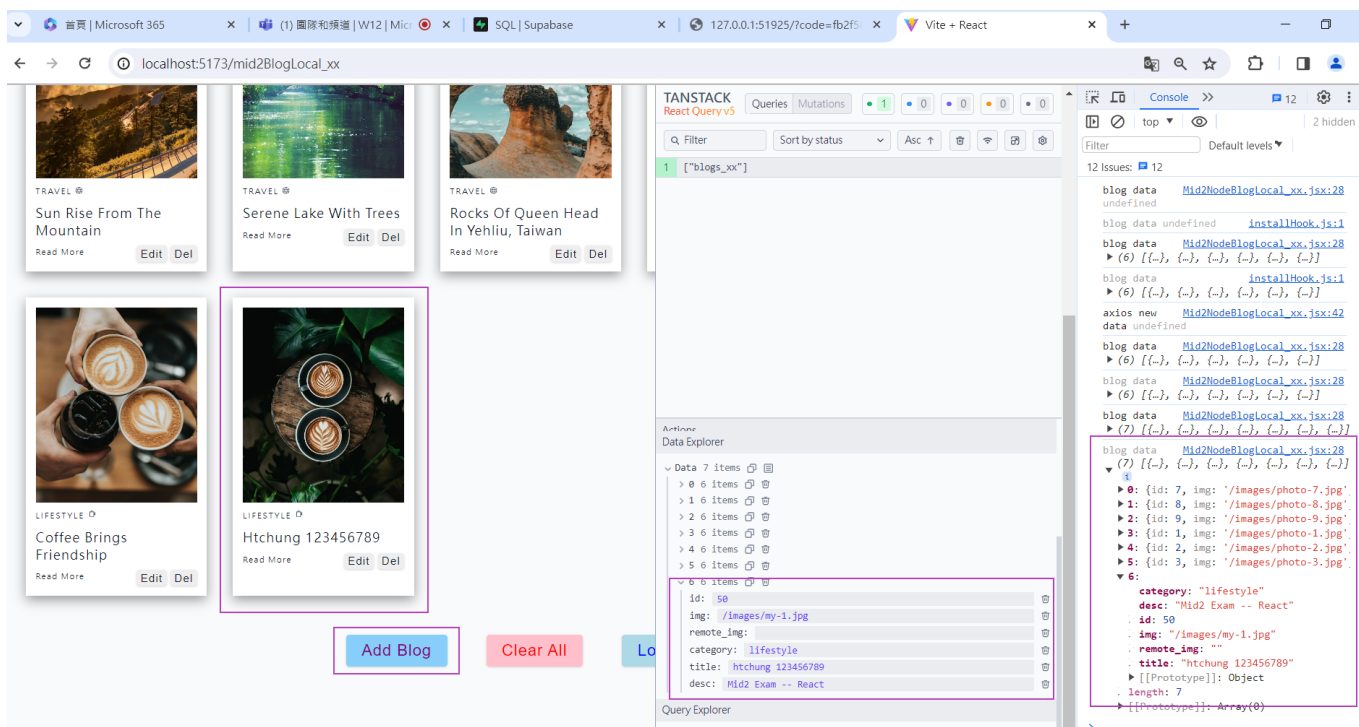 首頁 | Microsoft 365
(1) 團隊和頻道 | W12 | Micr
SQL | Supabase
127.0.0.1:51925/?code=fb2f5
Vite + React
localhost:5173/mid2BlogLocal_xx
TRAVEL
Sun Rise From The
Mountain
Read More
Edit Del
TRAVEL
Serene Lake With Trees
Read More
Edit Del
TRAVEL
Rocks Of Queen Head
In Yehliu, Taiwan
Read More
Edit Del
LIFESTYLE
Coffee Brings
Friendship
Read More
Edit Del
LIFESTYLE
Htchung 123456789
Read More
Edit Del
Add Blog
Clear All
Lo
TANSTACK
React Query v5
Queries Mutations
1 0 0 0 0
Filter
Sort by status
Asc ↑
1 ["blogs_xx"]
Actions
Data Explorer
Data 7 items
0 6 items
1 6 items
2 6 items
3 6 items
4 6 items
5 6 items
6 6 items
id: 50
img: /images/my-1.jpg
remote_img:
category: lifestyle
title: htchung 123456789
desc: Mid2 Exam -- React
Query Explorer
Console
12
top
2 hidden
Filter
Default levels
12 Issues: 12
blog data Mid2NodeBlogLocal_xx.jsx:28
undefined
blog data undefined installHook.js:1
blog data Mid2NodeBlogLocal_xx.jsx:28
(6) [{…}, {…}, {…}, {…}, {…}, {…}]
blog data installHook.js:1
(6) [{…}, {…}, {…}, {…}, {…}, {…}]
axios new Mid2NodeBlogLocal_xx.jsx:42
data undefined
blog data Mid2NodeBlogLocal_xx.jsx:28
(6) [{…}, {…}, {…}, {…}, {…}, {…}]
blog data Mid2NodeBlogLocal_xx.jsx:28
(6) [{…}, {…}, {…}, {…}, {…}, {…}]
blog data Mid2NodeBlogLocal_xx.jsx:28
(7) [{…}, {…}, {…}, {…}, {…}, {…}, {…}]
blog data Mid2NodeBlogLocal_xx.jsx:28
(7) [{…}, {…}, {…}, {…}, {…}, {…}, {…}]
0: {id: 7, img: '/images/photo-7.jpg'
1: {id: 8, img: '/images/photo-8.jpg'
2: {id: 9, img: '/images/photo-9.jpg'
3: {id: 1, img: '/images/photo-1.jpg'
4: {id: 2, img: '/images/photo-2.jpg'
5: {id: 3, img: '/images/photo-3.jpg'
6:
category: "lifestyle"
desc: "Mid2 Exam -- React"
id: 50
img: "/images/my-1.jpg"
remote_img: ""
title: "htchung 123456789"
[[Prototype]]: Object
length: 7
[[Prototype]]: Array(0)